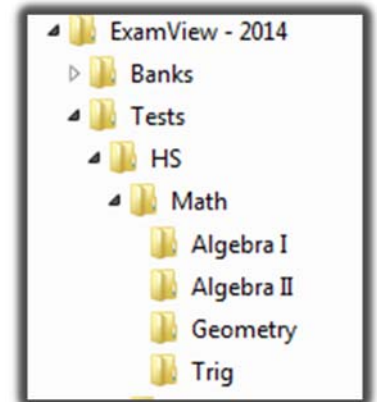 ExamView - 2014
Banks
Tests
HS
Math
Algebra I
Algebra II
Geometry
Trig